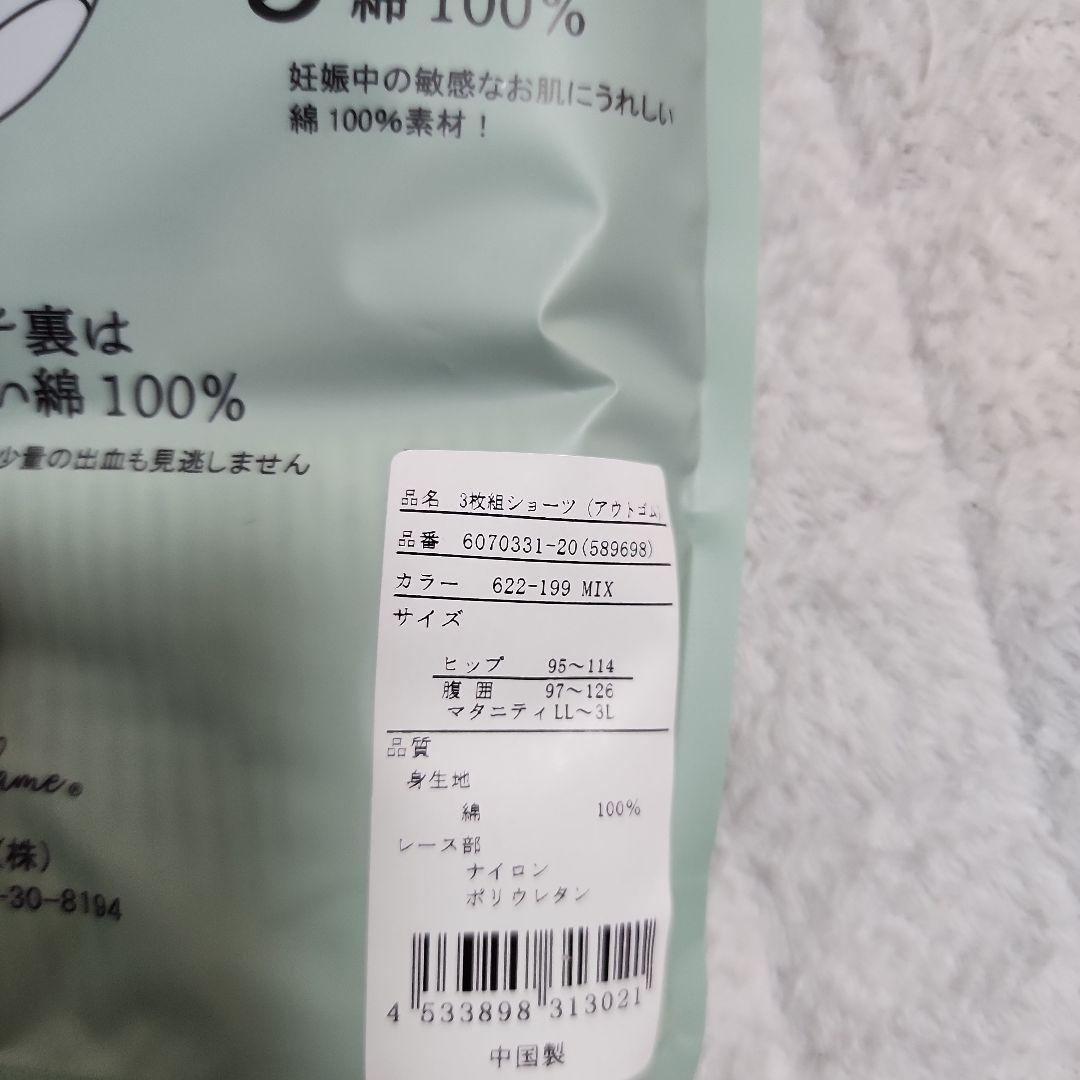 綿 100%
妊娠中の敏感なお肌にうれしい
綿 100%素材！
裏は
い綿 100%
少量の出血も見逃しません
品名 3枚組ショーツ (アウトゴム)
品番 6070331-20(589698)
カラー 622-199 MIX
サイズ
ヒップ 95〜114
腹囲 97〜126
マタニティLL〜3L
品質
身生地
綿 100%
レース部
ナイロン
ポリウレタン
4 533898 313021
中国製
ame®
(株)
-30-8194